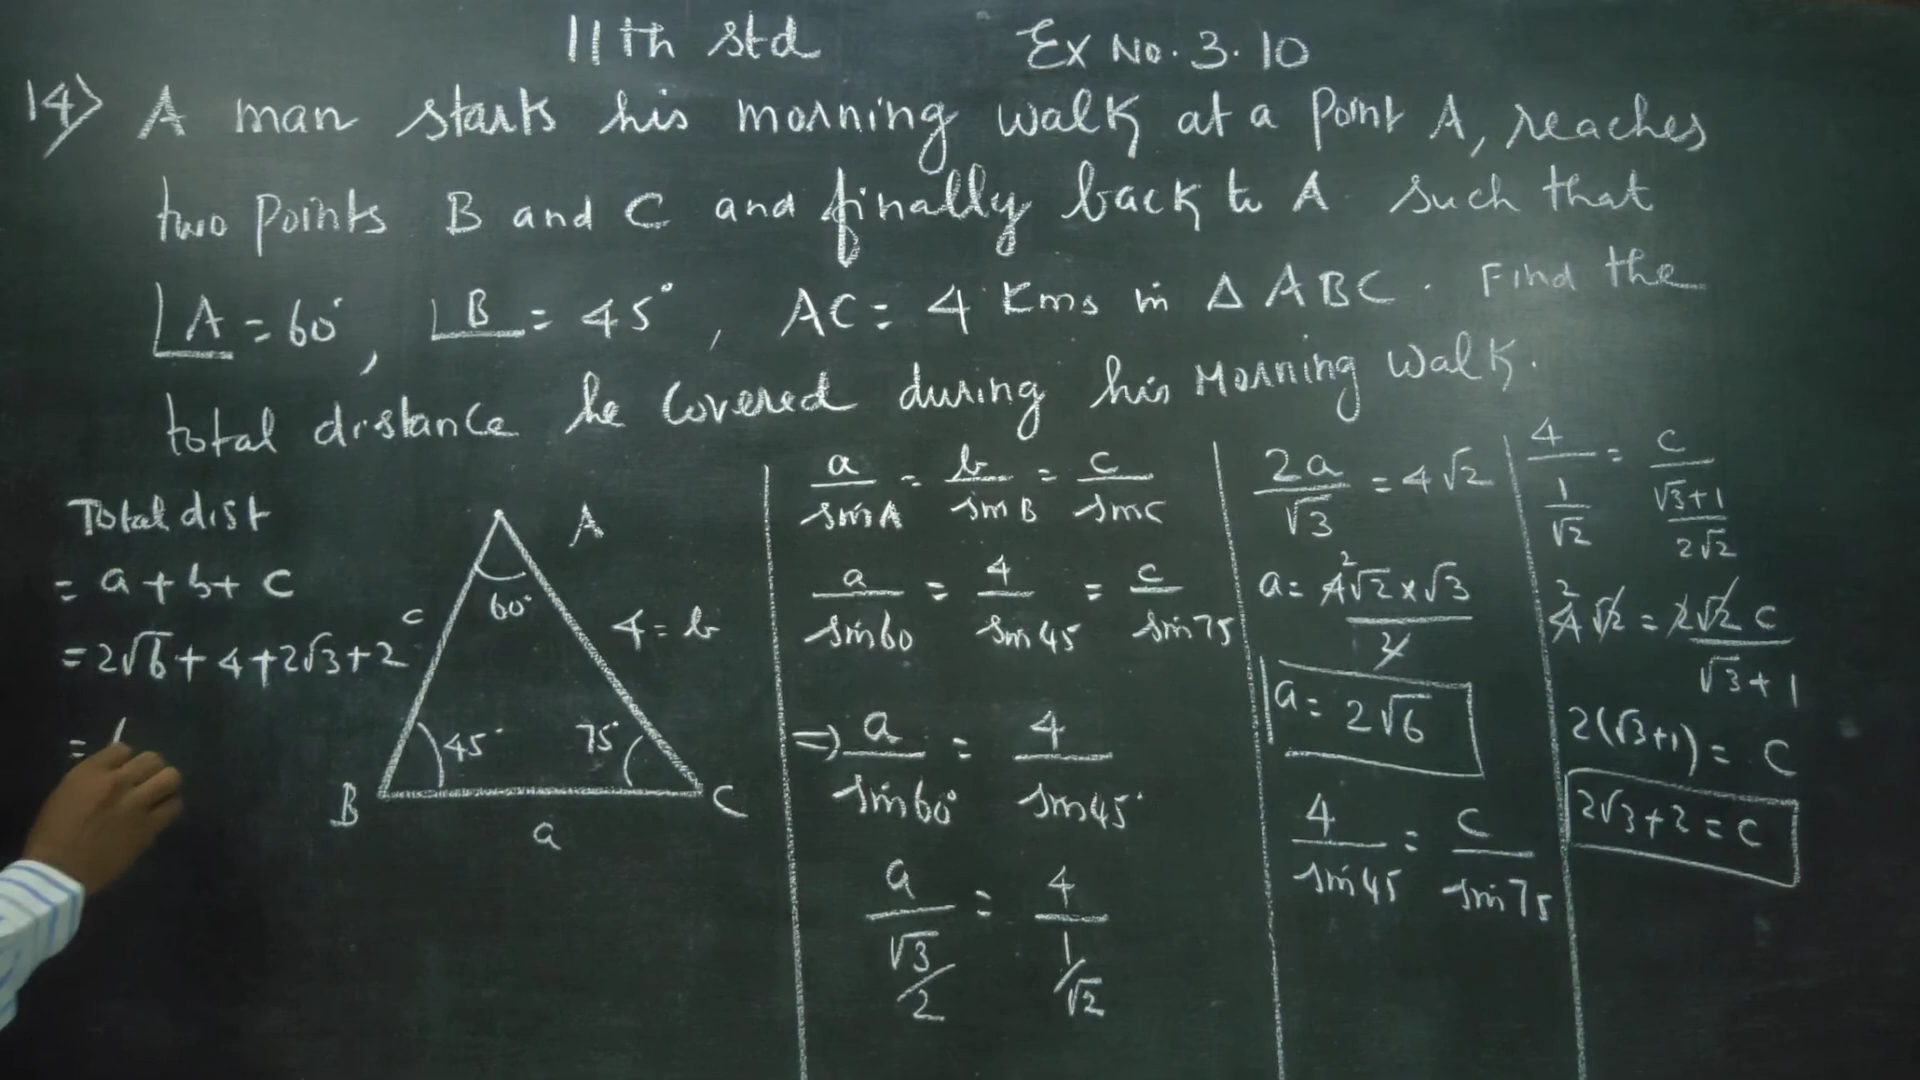 11th std Ex No. 3.10
14) A man starts his morning walk at a point A, reaches
two points B and C and finally back to A such that
∠A = 60°, ∠B = 45°, AC = 4 Kms in Δ ABC. Find the
total distance he covered during his Morning Walk.
Total dist
= a + b + c
= 2√6 + 4 + 2√3 + 2
=
A
60°
c
4 = b
45°
75°
B
C
a
a/sinA = b/sinB = c/sinC
a/sin60 = 4/sin45 = c/sin75
⇒ a/sin60° = 4/sin45°
a/(√3/2) = 4/(1/√2)
2a/√3 = 4√2
a = 4 2 √2 × √3 / 2
a = 2√6
4/sin45 = c/sin75
4/(1/√2) = c/((√3+1)/(2√2))
2 4√2 = 2√2 c/(√3+1)
2(√3+1) = C
2√3+2 = C